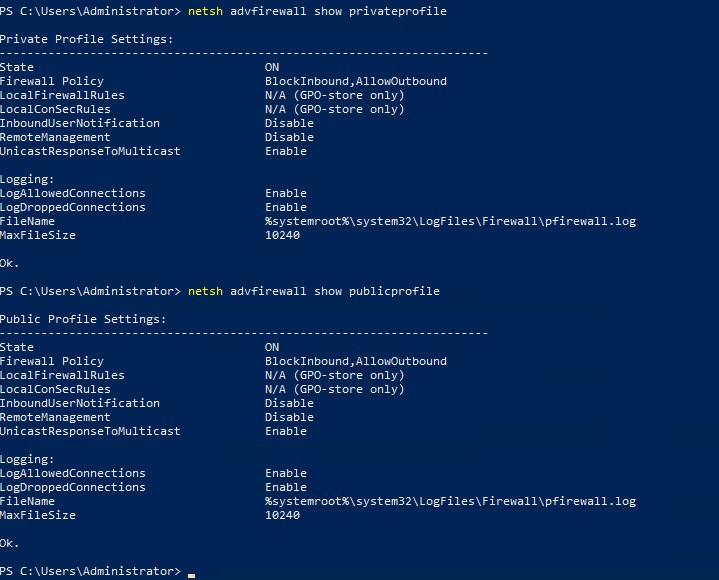 PS C:\Users\Administrator> netsh advfirewall show privateprofile
Private Profile Settings:
----------------------------------------------------------------------
State                                 ON
Firewall Policy                       BlockInbound,AllowOutbound
LocalFirewallRules                    N/A (GPO-store only)
LocalConSecRules                      N/A (GPO-store only)
InboundUserNotification               Disable
RemoteManagement                      Disable
UnicastResponseToMulticast            Enable
Logging:
LogAllowedConnections                 Enable
LogDroppedConnections                 Enable
FileName                              %systemroot%\system32\LogFiles\Firewall\pfirewall.log
MaxFileSize                           10240
Ok.
PS C:\Users\Administrator> netsh advfirewall show publicprofile
Public Profile Settings:
----------------------------------------------------------------------
State                                 ON
Firewall Policy                       BlockInbound,AllowOutbound
LocalFirewallRules                    N/A (GPO-store only)
LocalConSecRules                      N/A (GPO-store only)
InboundUserNotification               Disable
RemoteManagement                      Disable
UnicastResponseToMulticast            Enable
Logging:
LogAllowedConnections                 Enable
LogDroppedConnections                 Enable
FileName                              %systemroot%\system32\LogFiles\Firewall\pfirewall.log
MaxFileSize                           10240
Ok.
PS C:\Users\Administrator>